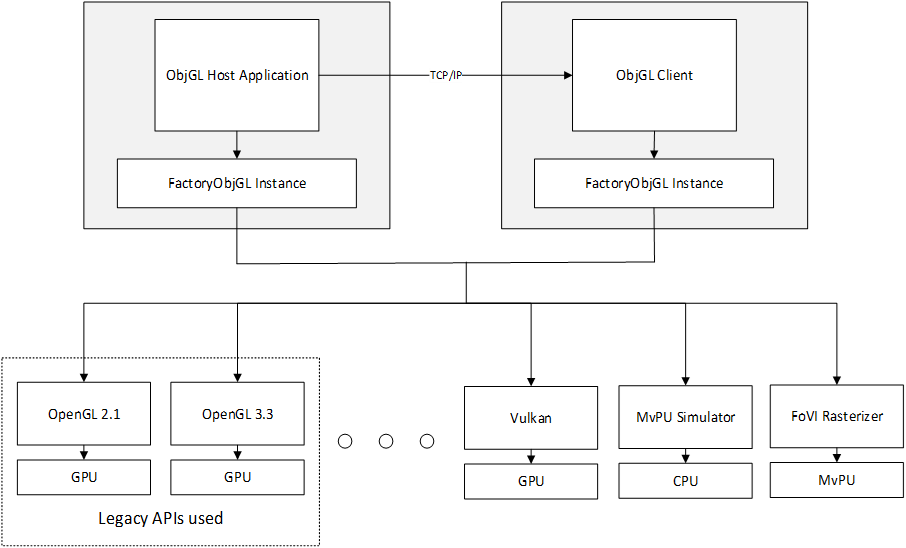 ObjGL Host Application
TCP/IP
ObjGL Client
FactoryObjGL Instance
FactoryObjGL Instance
OpenGL 2.1
OpenGL 3.3
Vulkan
MvPU Simulator
FoVI Rasterizer
GPU
GPU
GPU
CPU
MvPU
Legacy APIs used